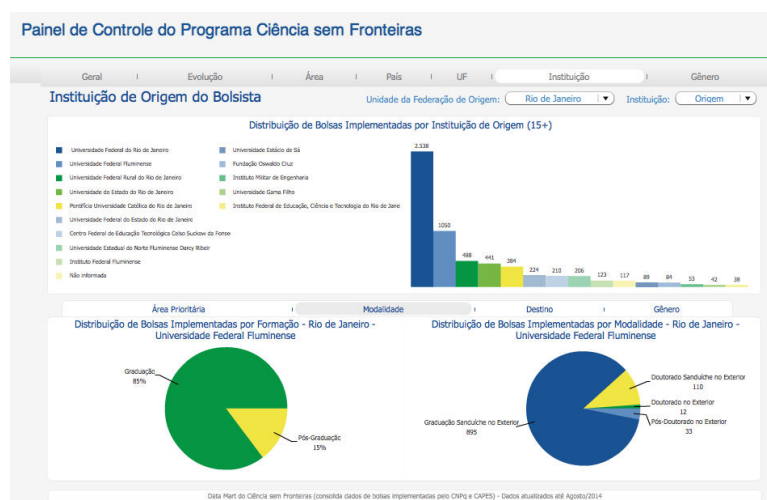 Painel de Controle do Programa Ciência sem Fronteiras
Geral | Evolução | Área | País | UF | Instituição | Gênero
Instituição de Origem do Bolsista
Unidade da Federação de Origem: Rio de Janeiro
Instituição: Origem
Distribuição de Bolsas Implementadas por Instituição de Origem (15+)
Universidade Federal do Rio de Janeiro
Universidade Federal Fluminense
Universidade Federal Rural do Rio de Janeiro
Universidade do Estado do Rio de Janeiro
Pontifícia Universidade Católica do Rio de Janeiro
Universidade Federal do Estado do Rio de Janeiro
Centro Federal de Educação Tecnológica Celso Suckow da Fonse
Universidade Estadual do Norte Fluminense Darcy Ribeir
Instituto Federal Fluminense
Não informada
Universidade Estácio de Sá
Fundação Oswaldo Cruz
Instituto Militar de Engenharia
Universidade Gama Filho
Instituto Federal de Educação, Ciência e Tecnologia do Rio de Jane
2.538
1050
488
441
384
224
210
206
123
117
89
84
53
42
38
Área Prioritária | Modalidade | Destino | Gênero
Distribuição de Bolsas Implementadas por Formação - Rio de Janeiro -
Universidade Federal Fluminense
Graduação
85%
Pós-Graduação
15%
Distribuição de Bolsas Implementadas por Modalidade - Rio de Janeiro -
Universidade Federal Fluminense
Doutorado Sanduíche no Exterior
110
Doutorado no Exterior
12
Pós-Doutorado no Exterior
33
Graduação Sanduíche no Exterior
895
Data Mart do Ciência sem Fronteiras (consolida dados de bolsas implementadas pelo CNPq e CAPES) - Dados atualizados até Agosto/2014